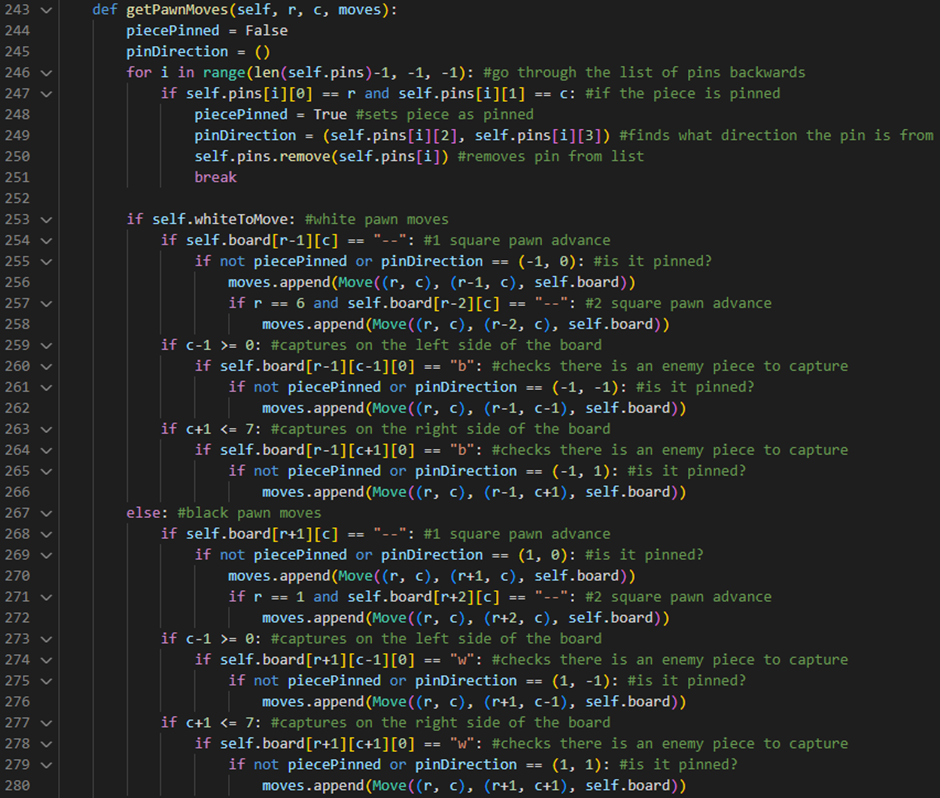 243 def getPawnMoves(self, r, c, moves):
244     piecePinned = False
245     pinDirection = ()
246     for i in range(len(self.pins)-1, -1, -1): #go through the list of pins backwards
247         if self.pins[i][0] == r and self.pins[i][1] == c: #if the piece is pinned
248             piecePinned = True #sets piece as pinned
249             pinDirection = (self.pins[i][2], self.pins[i][3]) #finds what direction the pin is from
250             self.pins.remove(self.pins[i]) #removes pin from list
251             break
252
253     if self.whiteToMove: #white pawn moves
254         if self.board[r-1][c] == "--": #1 square pawn advance
255             if not piecePinned or pinDirection == (-1, 0): #is it pinned?
256                 moves.append(Move((r, c), (r-1, c), self.board))
257                 if r == 6 and self.board[r-2][c] == "--": #2 square pawn advance
258                     moves.append(Move((r, c), (r-2, c), self.board))
259         if c-1 >= 0: #captures on the left side of the board
260             if self.board[r-1][c-1][0] == "b": #checks there is an enemy piece to capture
261                 if not piecePinned or pinDirection == (-1, -1): #is it pinned?
262                     moves.append(Move((r, c), (r-1, c-1), self.board))
263         if c+1 <= 7: #captures on the right side of the board
264             if self.board[r-1][c+1][0] == "b": #checks there is an enemy piece to capture
265                 if not piecePinned or pinDirection == (-1, 1): #is it pinned?
266                     moves.append(Move((r, c), (r-1, c+1), self.board))
267     else: #black pawn moves
268         if self.board[r+1][c] == "--": #1 square pawn advance
269             if not piecePinned or pinDirection == (1, 0): #is it pinned?
270                 moves.append(Move((r, c), (r+1, c), self.board))
271                 if r == 1 and self.board[r+2][c] == "--": #2 square pawn advance
272                     moves.append(Move((r, c), (r+2, c), self.board))
273         if c-1 >= 0: #captures on the left side of the board
274             if self.board[r+1][c-1][0] == "w": #checks there is an enemy piece to capture
275                 if not piecePinned or pinDirection == (1, -1): #is it pinned?
276                     moves.append(Move((r, c), (r+1, c-1), self.board))
277         if c+1 <= 7: #captures on the right side of the board
278             if self.board[r+1][c+1][0] == "w": #checks there is an enemy piece to capture
279                 if not piecePinned or pinDirection == (1, 1): #is it pinned?
280                     moves.append(Move((r, c), (r+1, c+1), self.board))